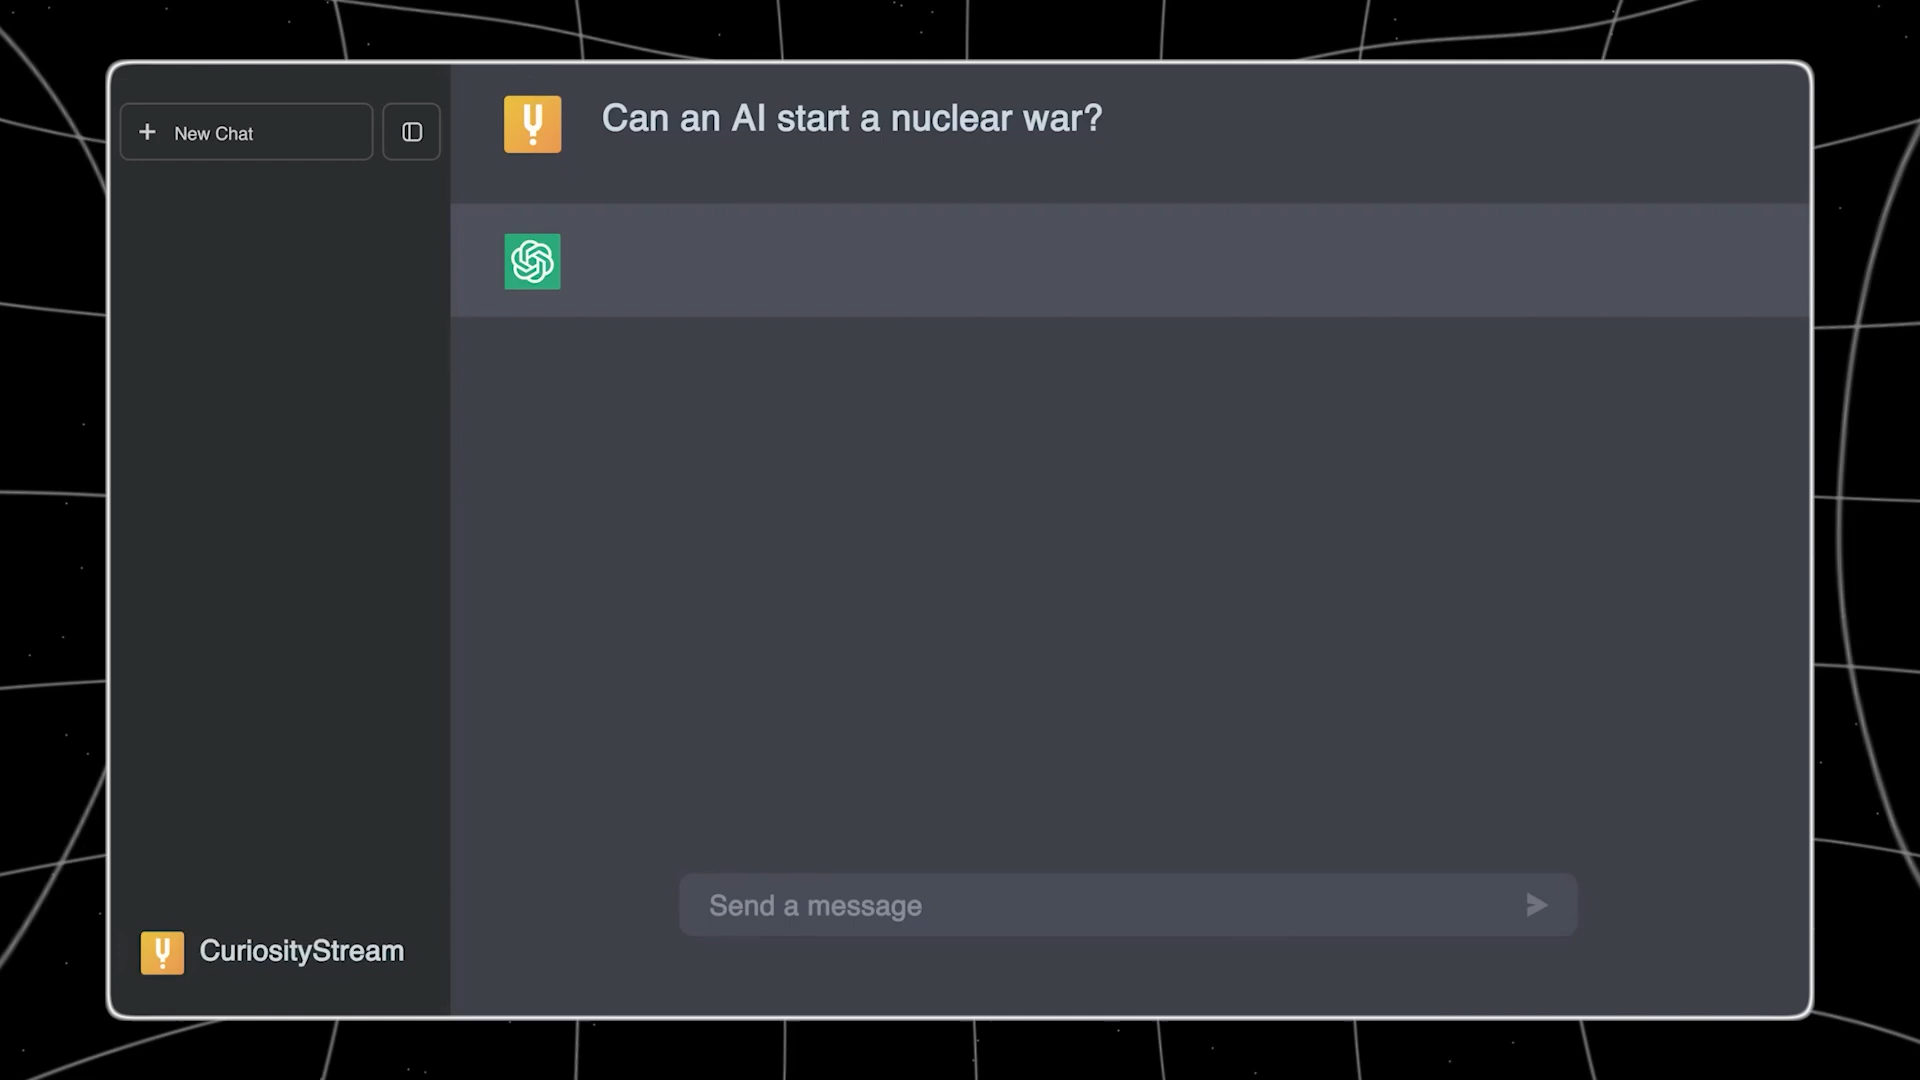 New Chat
Can an AI start a nuclear war?
Send a message
CuriosityStream